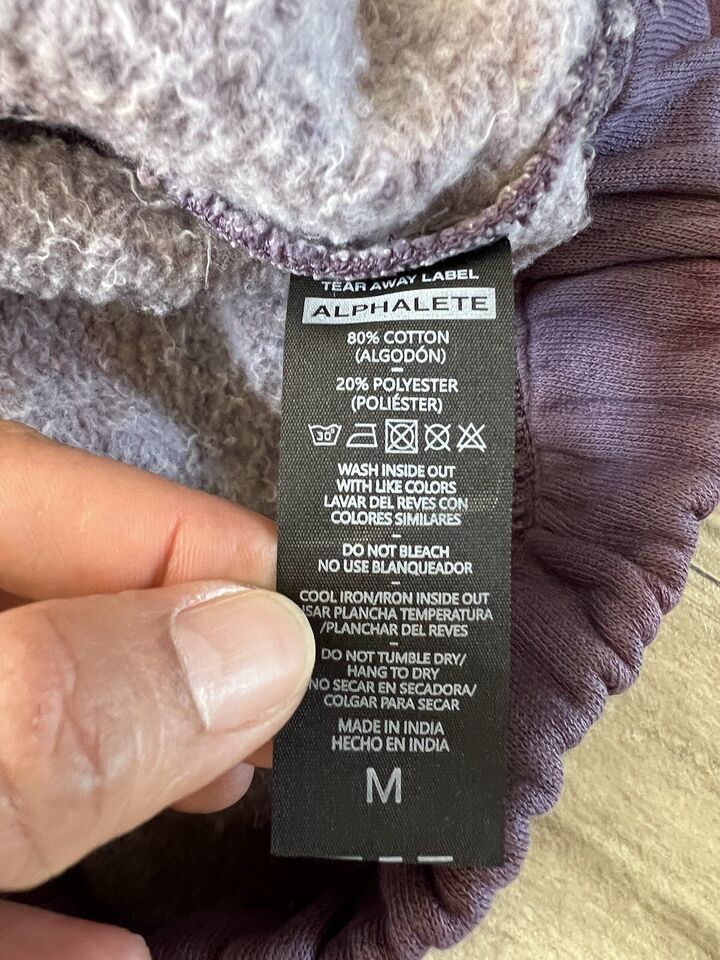 TEAR AWAY LABEL
ALPHALETE
80% COTTON
(ALGODÓN)
20% POLYESTER
(POLIÉSTER)
30°
WASH INSIDE OUT
WITH LIKE COLORS
LAVAR DEL REVES CON
COLORES SIMILARES
DO NOT BLEACH
NO USE BLANQUEADOR
COOL IRON/IRON INSIDE OUT
PLANCHA TEMPERATURA
/PLANCHAR DEL REVES
DO NOT TUMBLE DRY/
HANG TO DRY
NO SECAR EN SECADORA/
COLGAR PARA SECAR
MADE IN INDIA
HECHO EN INDIA
M